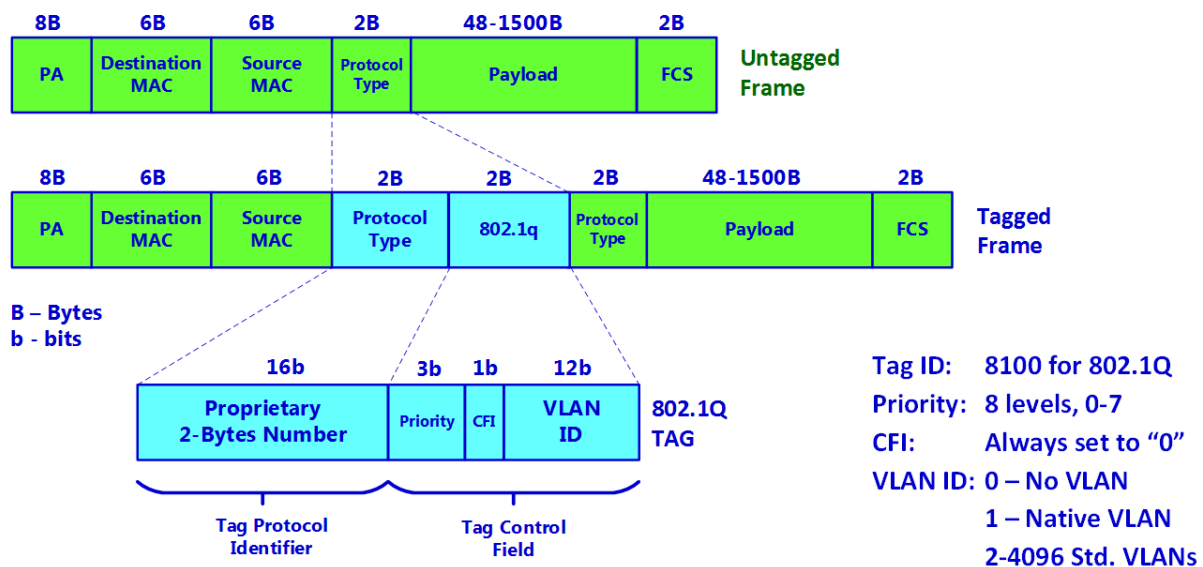 8B 6B 6B 2B 48-1500B 2B
PA Destination MAC Source MAC Protocol Type Payload FCS
Untagged
Frame
8B 6B 6B 2B 2B 2B 48-1500B 2B
PA Destination MAC Source MAC Protocol Type 802.1q Protocol Type Payload FCS
Tagged
Frame
B – Bytes
b - bits
16b 3b 1b 12b
Proprietary 2-Bytes Number Priority CFI VLAN ID
802.1Q
TAG
Tag Protocol
Identifier
Tag Control
Field
Tag ID: 8100 for 802.1Q
Priority: 8 levels, 0-7
CFI: Always set to “0”
VLAN ID: 0 – No VLAN
1 – Native VLAN
2-4096 Std. VLANs